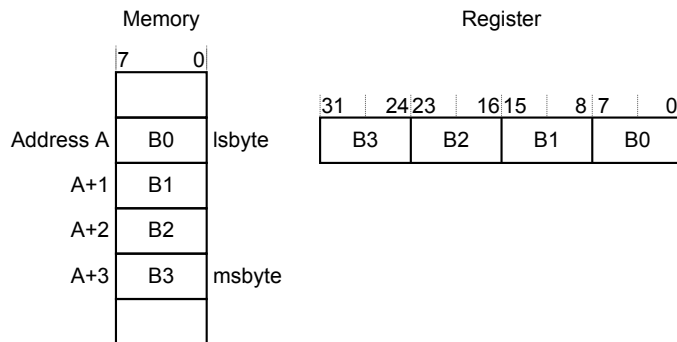 Memory
Register
7 0
31 24 23 16 15 8 7 0
Address A B0 lsbyte
B3 B2 B1 B0
A+1 B1
A+2 B2
A+3 B3 msbyte